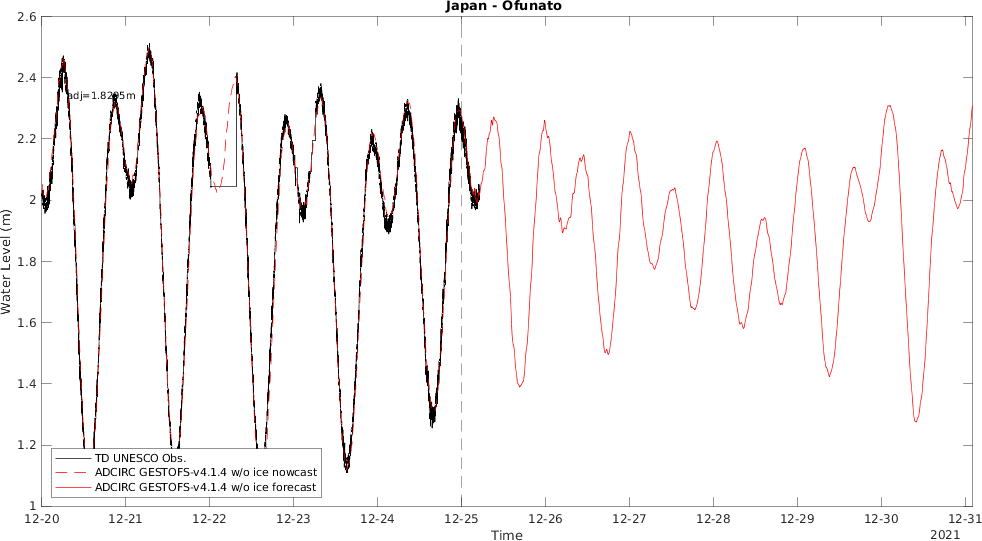 Japan - Ofunato
2.6
2.4
2.2
2
1.8
1.6
1.4
1.2
1
Water Level (m)
adj=1.8295m
TD UNESCO Obs.
ADCIRC GESTOFS-v4.1.4 w/o ice nowcast
ADCIRC GESTOFS-v4.1.4 w/o ice forecast
12-20 12-21 12-22 12-23 12-24 12-25 12-26 12-27 12-28 12-29 12-30 12-31
Time
2021